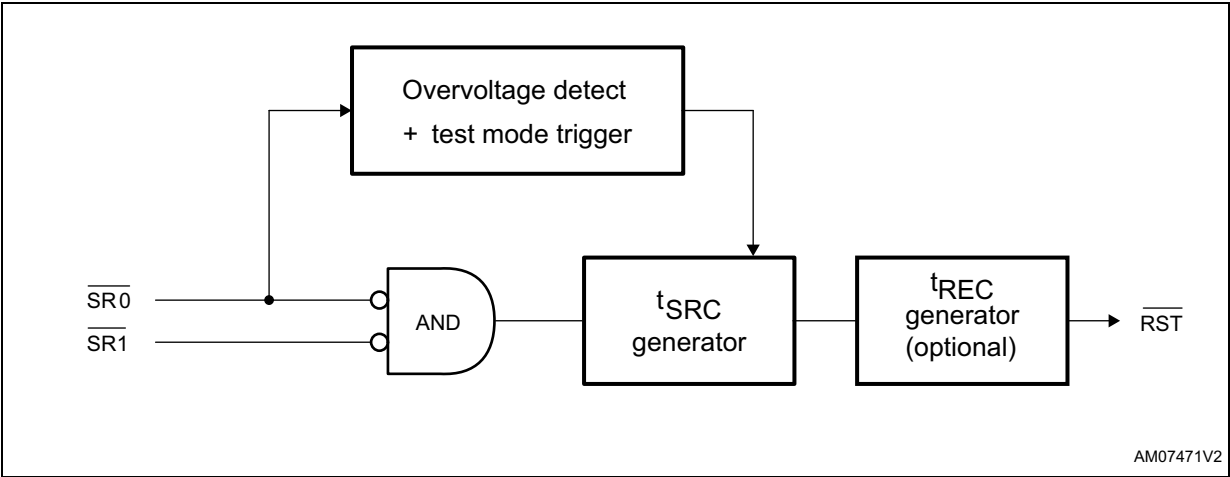 Overvoltage detect
+ test mode trigger
SR0
SR1
AND
tSRC
generator
tREC
generator
(optional)
RST
AM07471V2